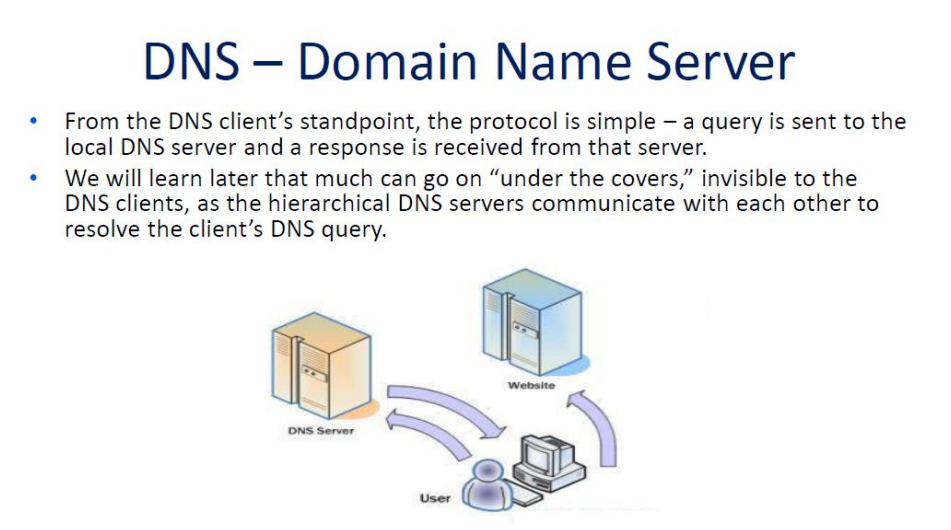 DNS – Domain Name Server
• From the DNS client’s standpoint, the protocol is simple – a query is sent to the
local DNS server and a response is received from that server.
• We will learn later that much can go on “under the covers,” invisible to the
DNS clients, as the hierarchical DNS servers communicate with each other to
resolve the client’s DNS query.
Website
DNS Server
User